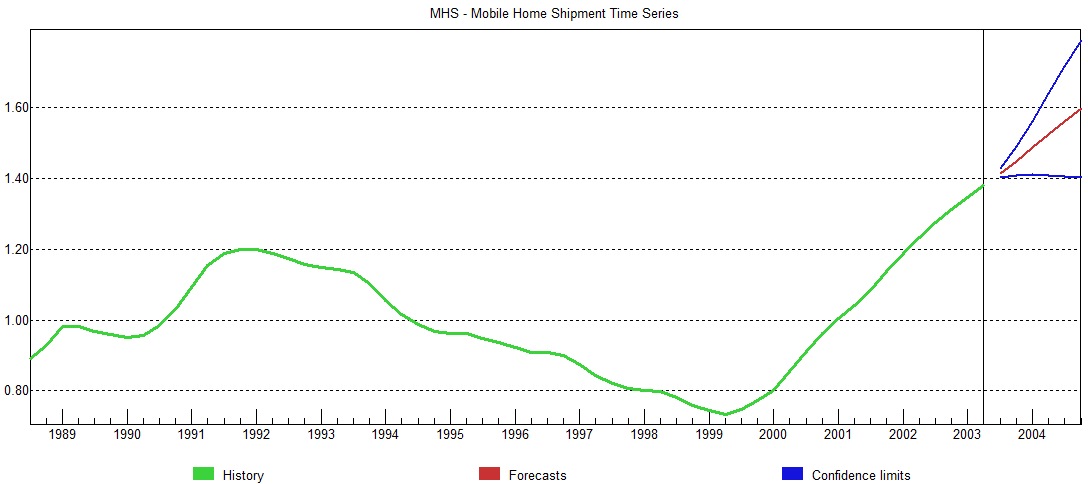 MHS - Mobile Home Shipment Time Series
1.60
1.40
1.20
1.00
0.80
1989 1990 1991 1992 1993 1994 1995 1996 1997 1998 1999 2000 2001 2002 2003 2004
History Forecasts Confidence limits